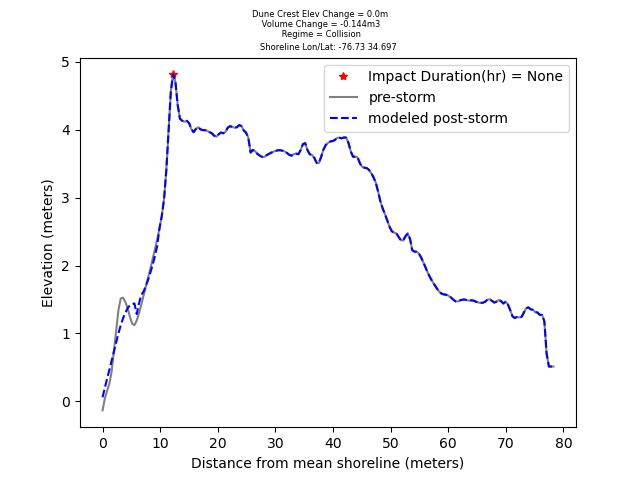 Dune Crest Elev Change = 0.0m
Volume Change = -0.144m3
Regime = Collision
Shoreline Lon/Lat: -76.73 34.697
Impact Duration(hr) = None
pre-storm
modeled post-storm
5
4
3
2
1
0
Elevation (meters)
0 10 20 30 40 50 60 70 80
Distance from mean shoreline (meters)